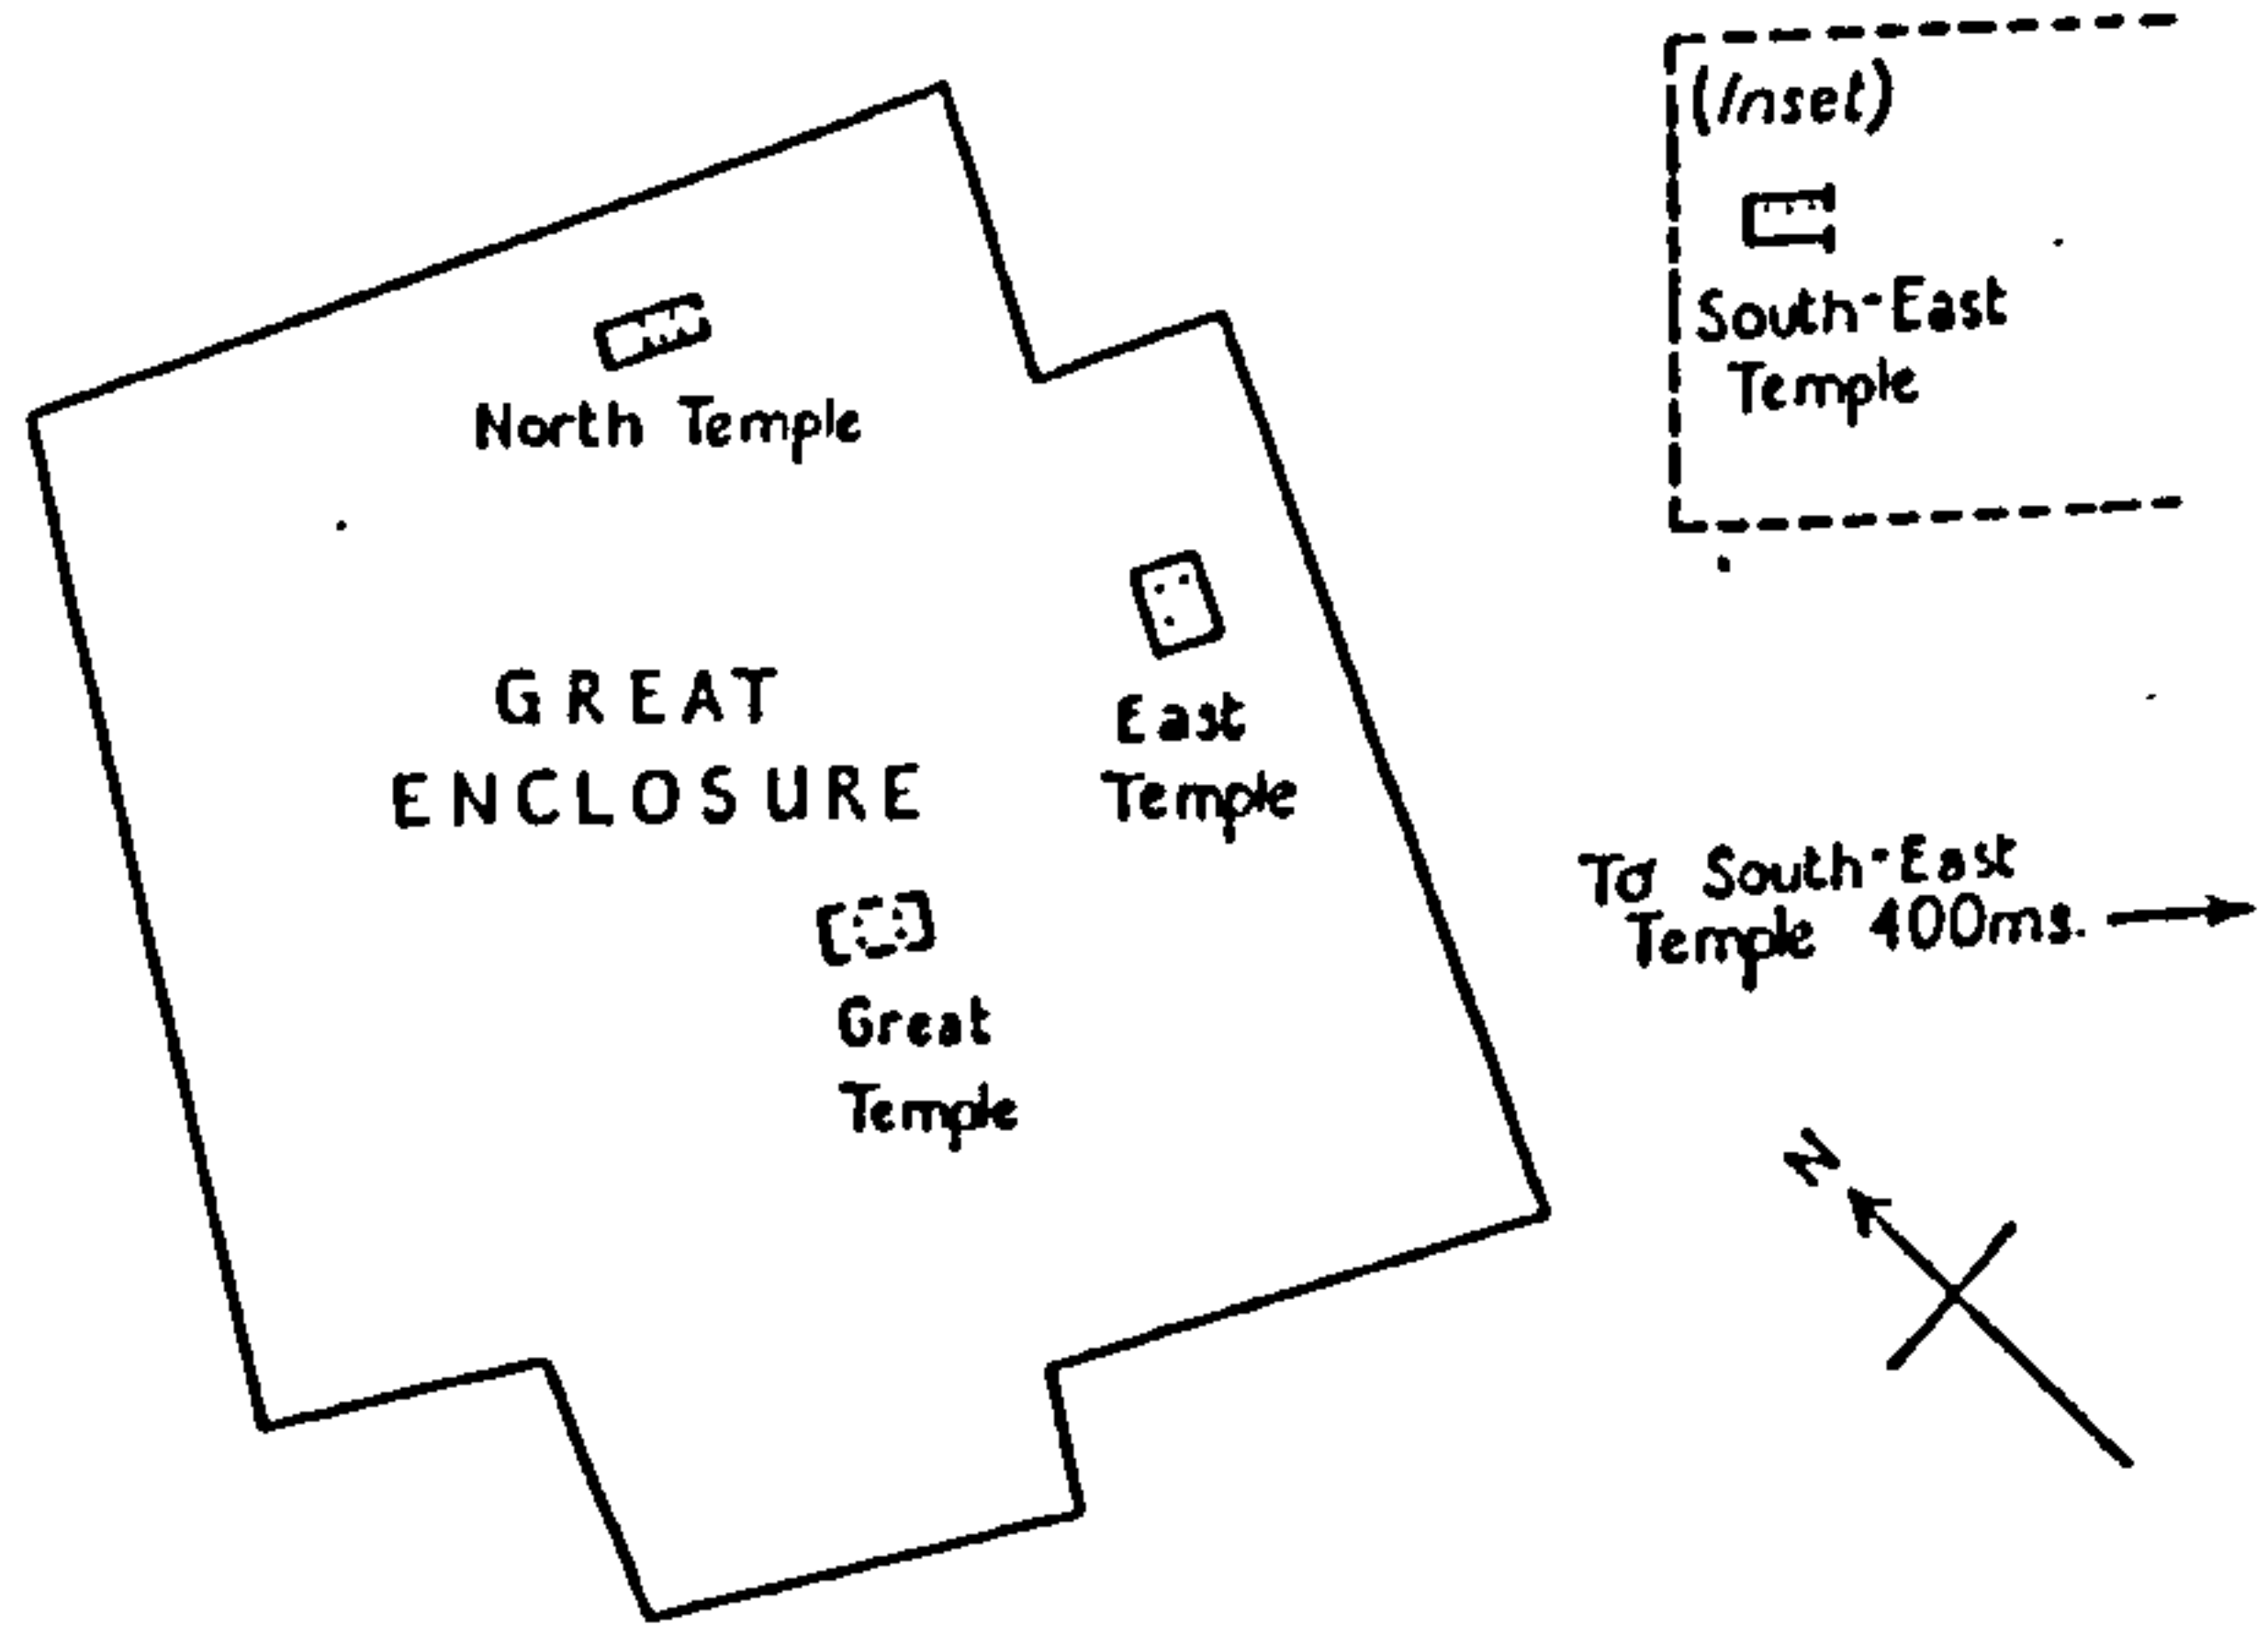 (Inset)
South-East
Temple
North Temple
GREAT
ENCLOSURE
East
Temple
To South-East
Temple 400ms.
Great
Temple
N